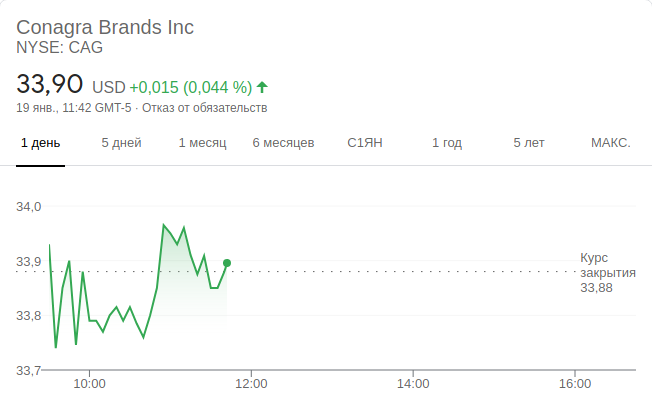 Conagra Brands Inc
NYSE: CAG
33,90 USD +0,015 (0,044 %)
19 янв., 11:42 GMT-5 · Отказ от обязательств
1 день 5 дней 1 месяц 6 месяцев С1ЯН 1 год 5 лет МАКС.
34,0
33,9
33,8
33,7
Курс
закрытия
33,88
10:00 12:00 14:00 16:00